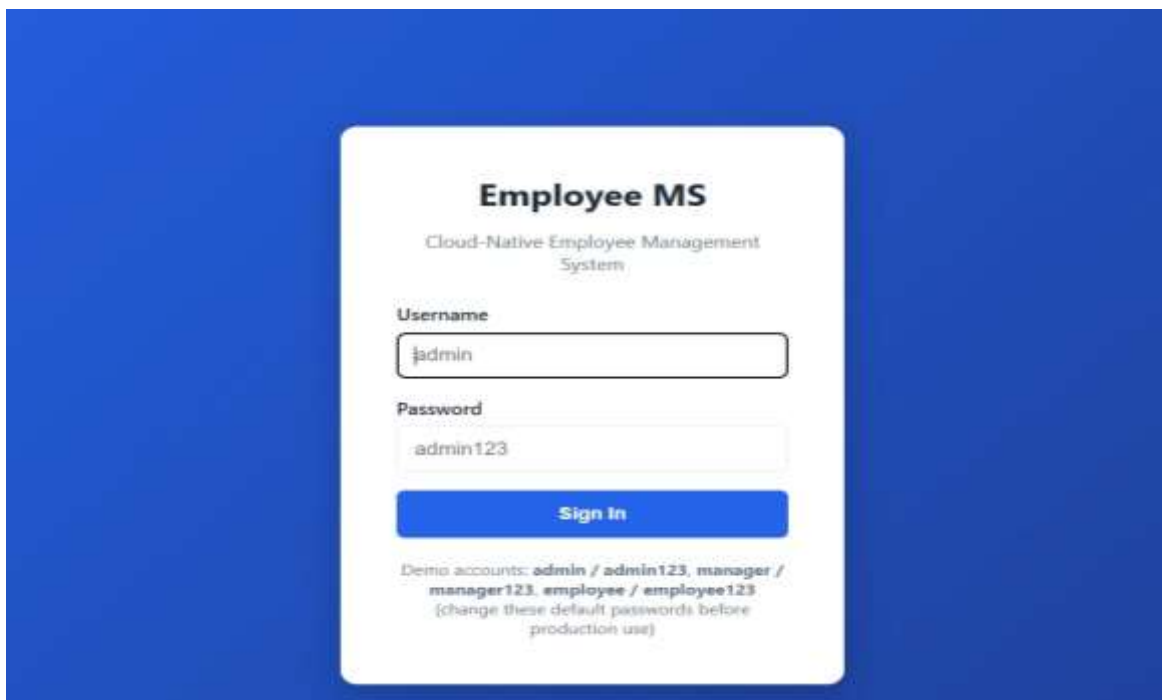 Employee MS
Cloud-Native Employee Management
System
Username
admin
Password
admin123
Sign In
Demo accounts: admin / admin123, manager /
manager123, employee / employee123
(change these default passwords before
production use)